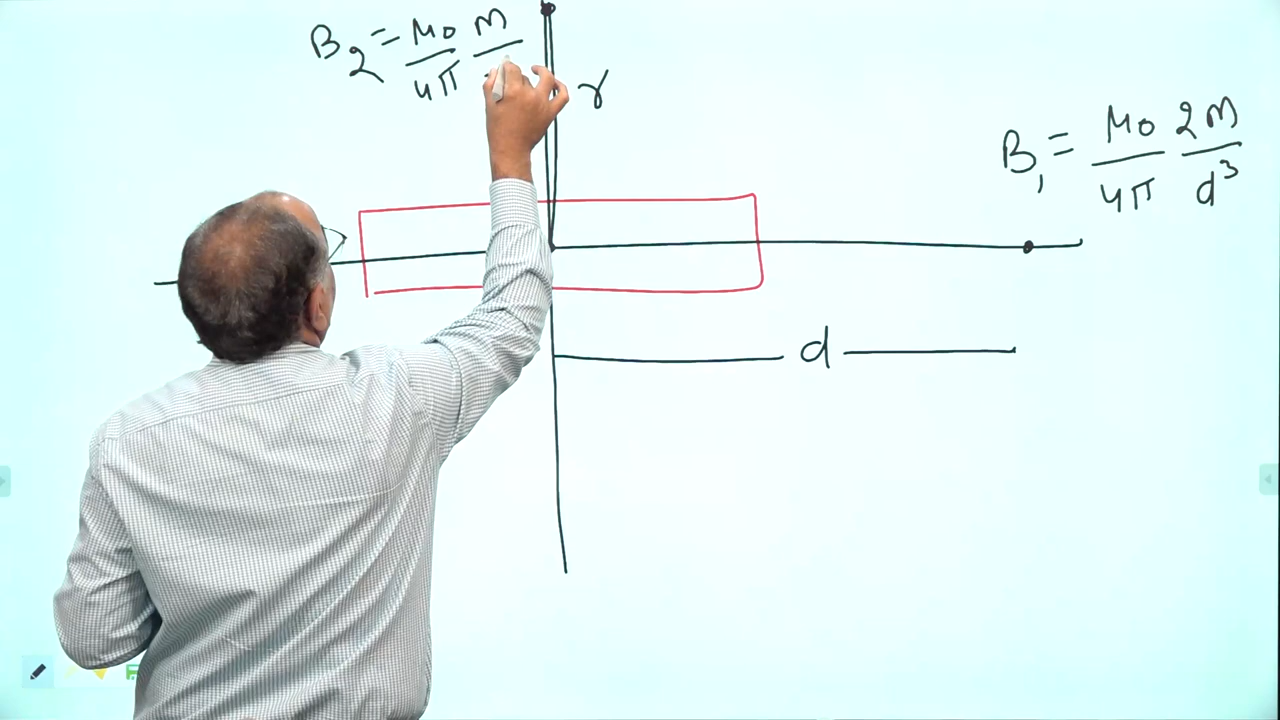 B₂ = μ₀/4π M/
r
B₁ = μ₀/4π 2M/d³
d